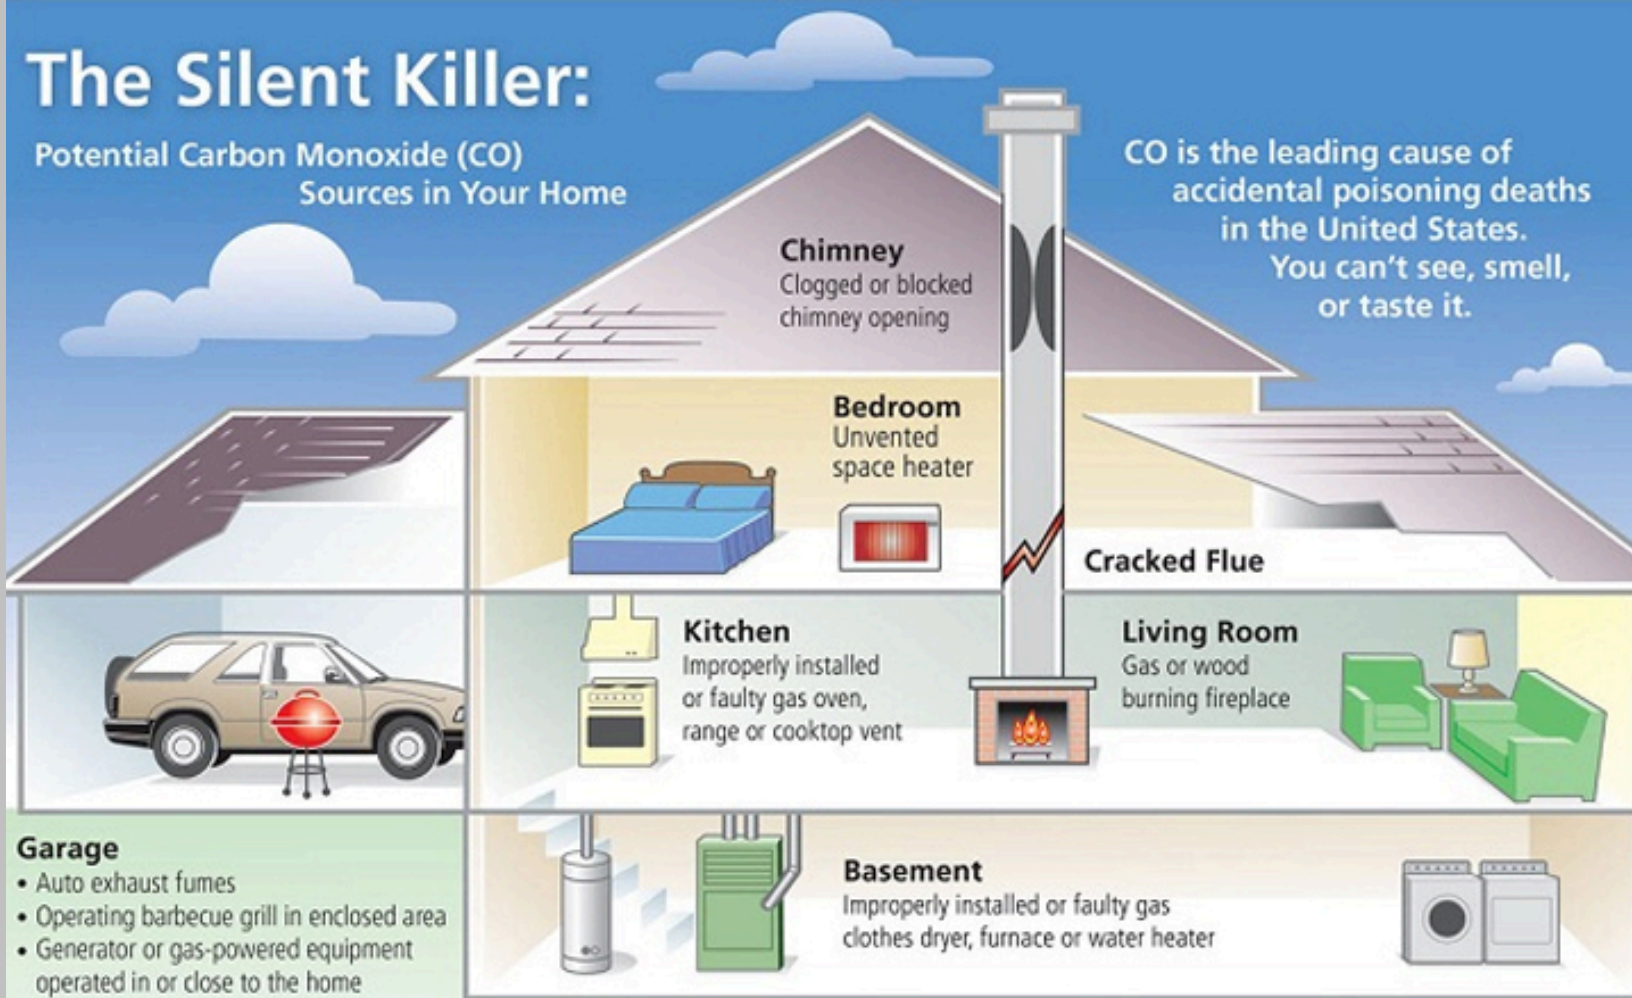 The Silent Killer:
Potential Carbon Monoxide (CO)
Sources in Your Home
CO is the leading cause of
accidental poisoning deaths
in the United States.
You can't see, smell,
or taste it.
Chimney
Clogged or blocked
chimney opening
Bedroom
Unvented
space heater
Cracked Flue
Kitchen
Improperly installed
or faulty gas oven,
range or cooktop vent
Living Room
Gas or wood
burning fireplace
Garage
• Auto exhaust fumes
• Operating barbecue grill in enclosed area
• Generator or gas-powered equipment
operated in or close to the home
Basement
Improperly installed or faulty gas
clothes dryer, furnace or water heater